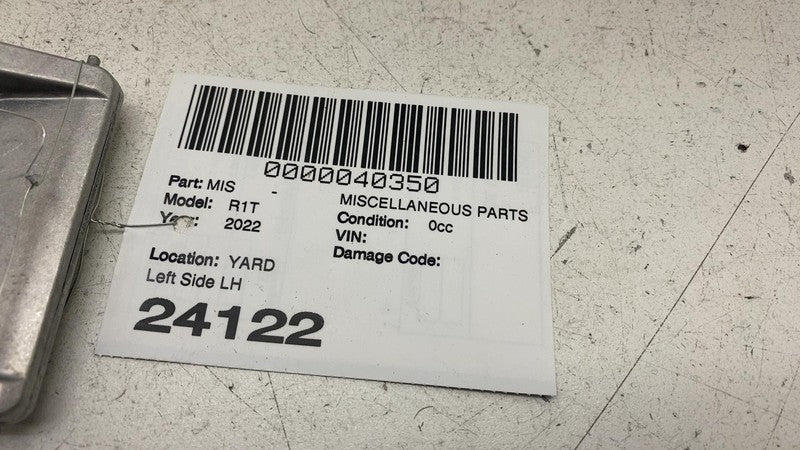 0000040350
Part: MIS - MISCELLANEOUS PARTS
Model: R1T Condition: 0cc
Year: 2022 VIN:
Damage Code:
Location: YARD
Left Side LH
24122